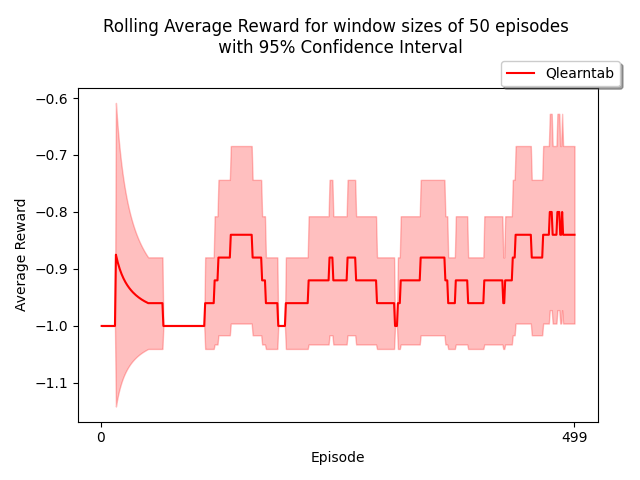 Rolling Average Reward for window sizes of 50 episodes
with 95% Confidence Interval
Qlearntab
−0.6
−0.7
−0.8
−0.9
−1.0
−1.1
Average Reward
0
499
Episode